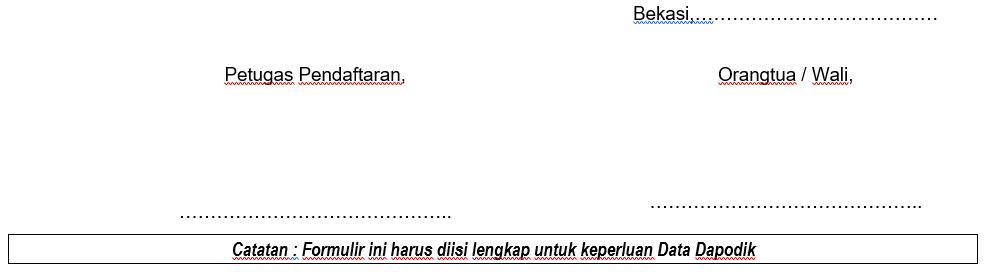 Bekasi,…………………………………
Petugas Pendaftaran,
Orangtua / Wali,
……………………………………..
……………………………………..
Catatan : Formulir ini harus diisi lengkap untuk keperluan Data Dapodik